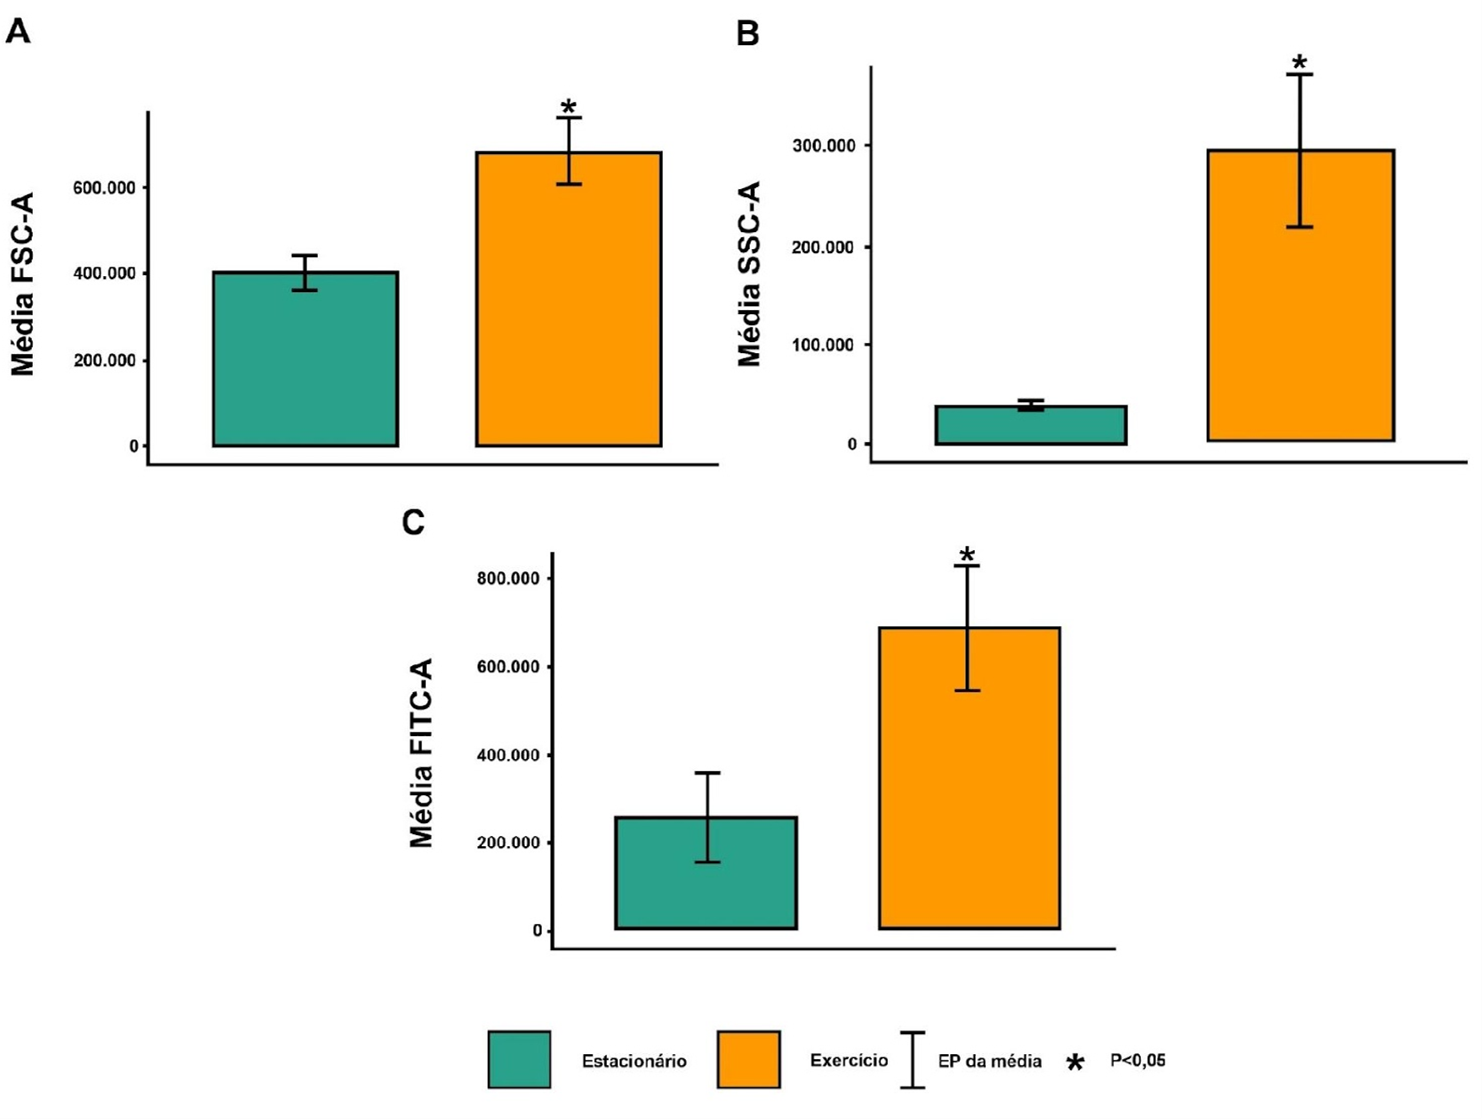 A
Média FSC-A
600.000
400.000
200.000
0
*
B
Média SSC-A
300.000
200.000
100.000
0
*
C
Média FITC-A
800.000
600.000
400.000
200.000
0
*
Estacionário
Exercício
EP da média
* P<0,05